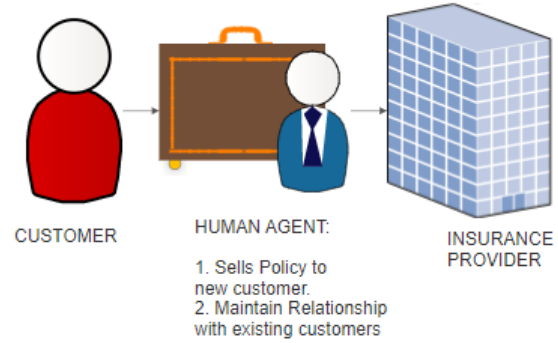 CUSTOMER
HUMAN AGENT:
1. Sells Policy to
new customer.
2. Maintain Relationship
with existing customers
INSURANCE
PROVIDER